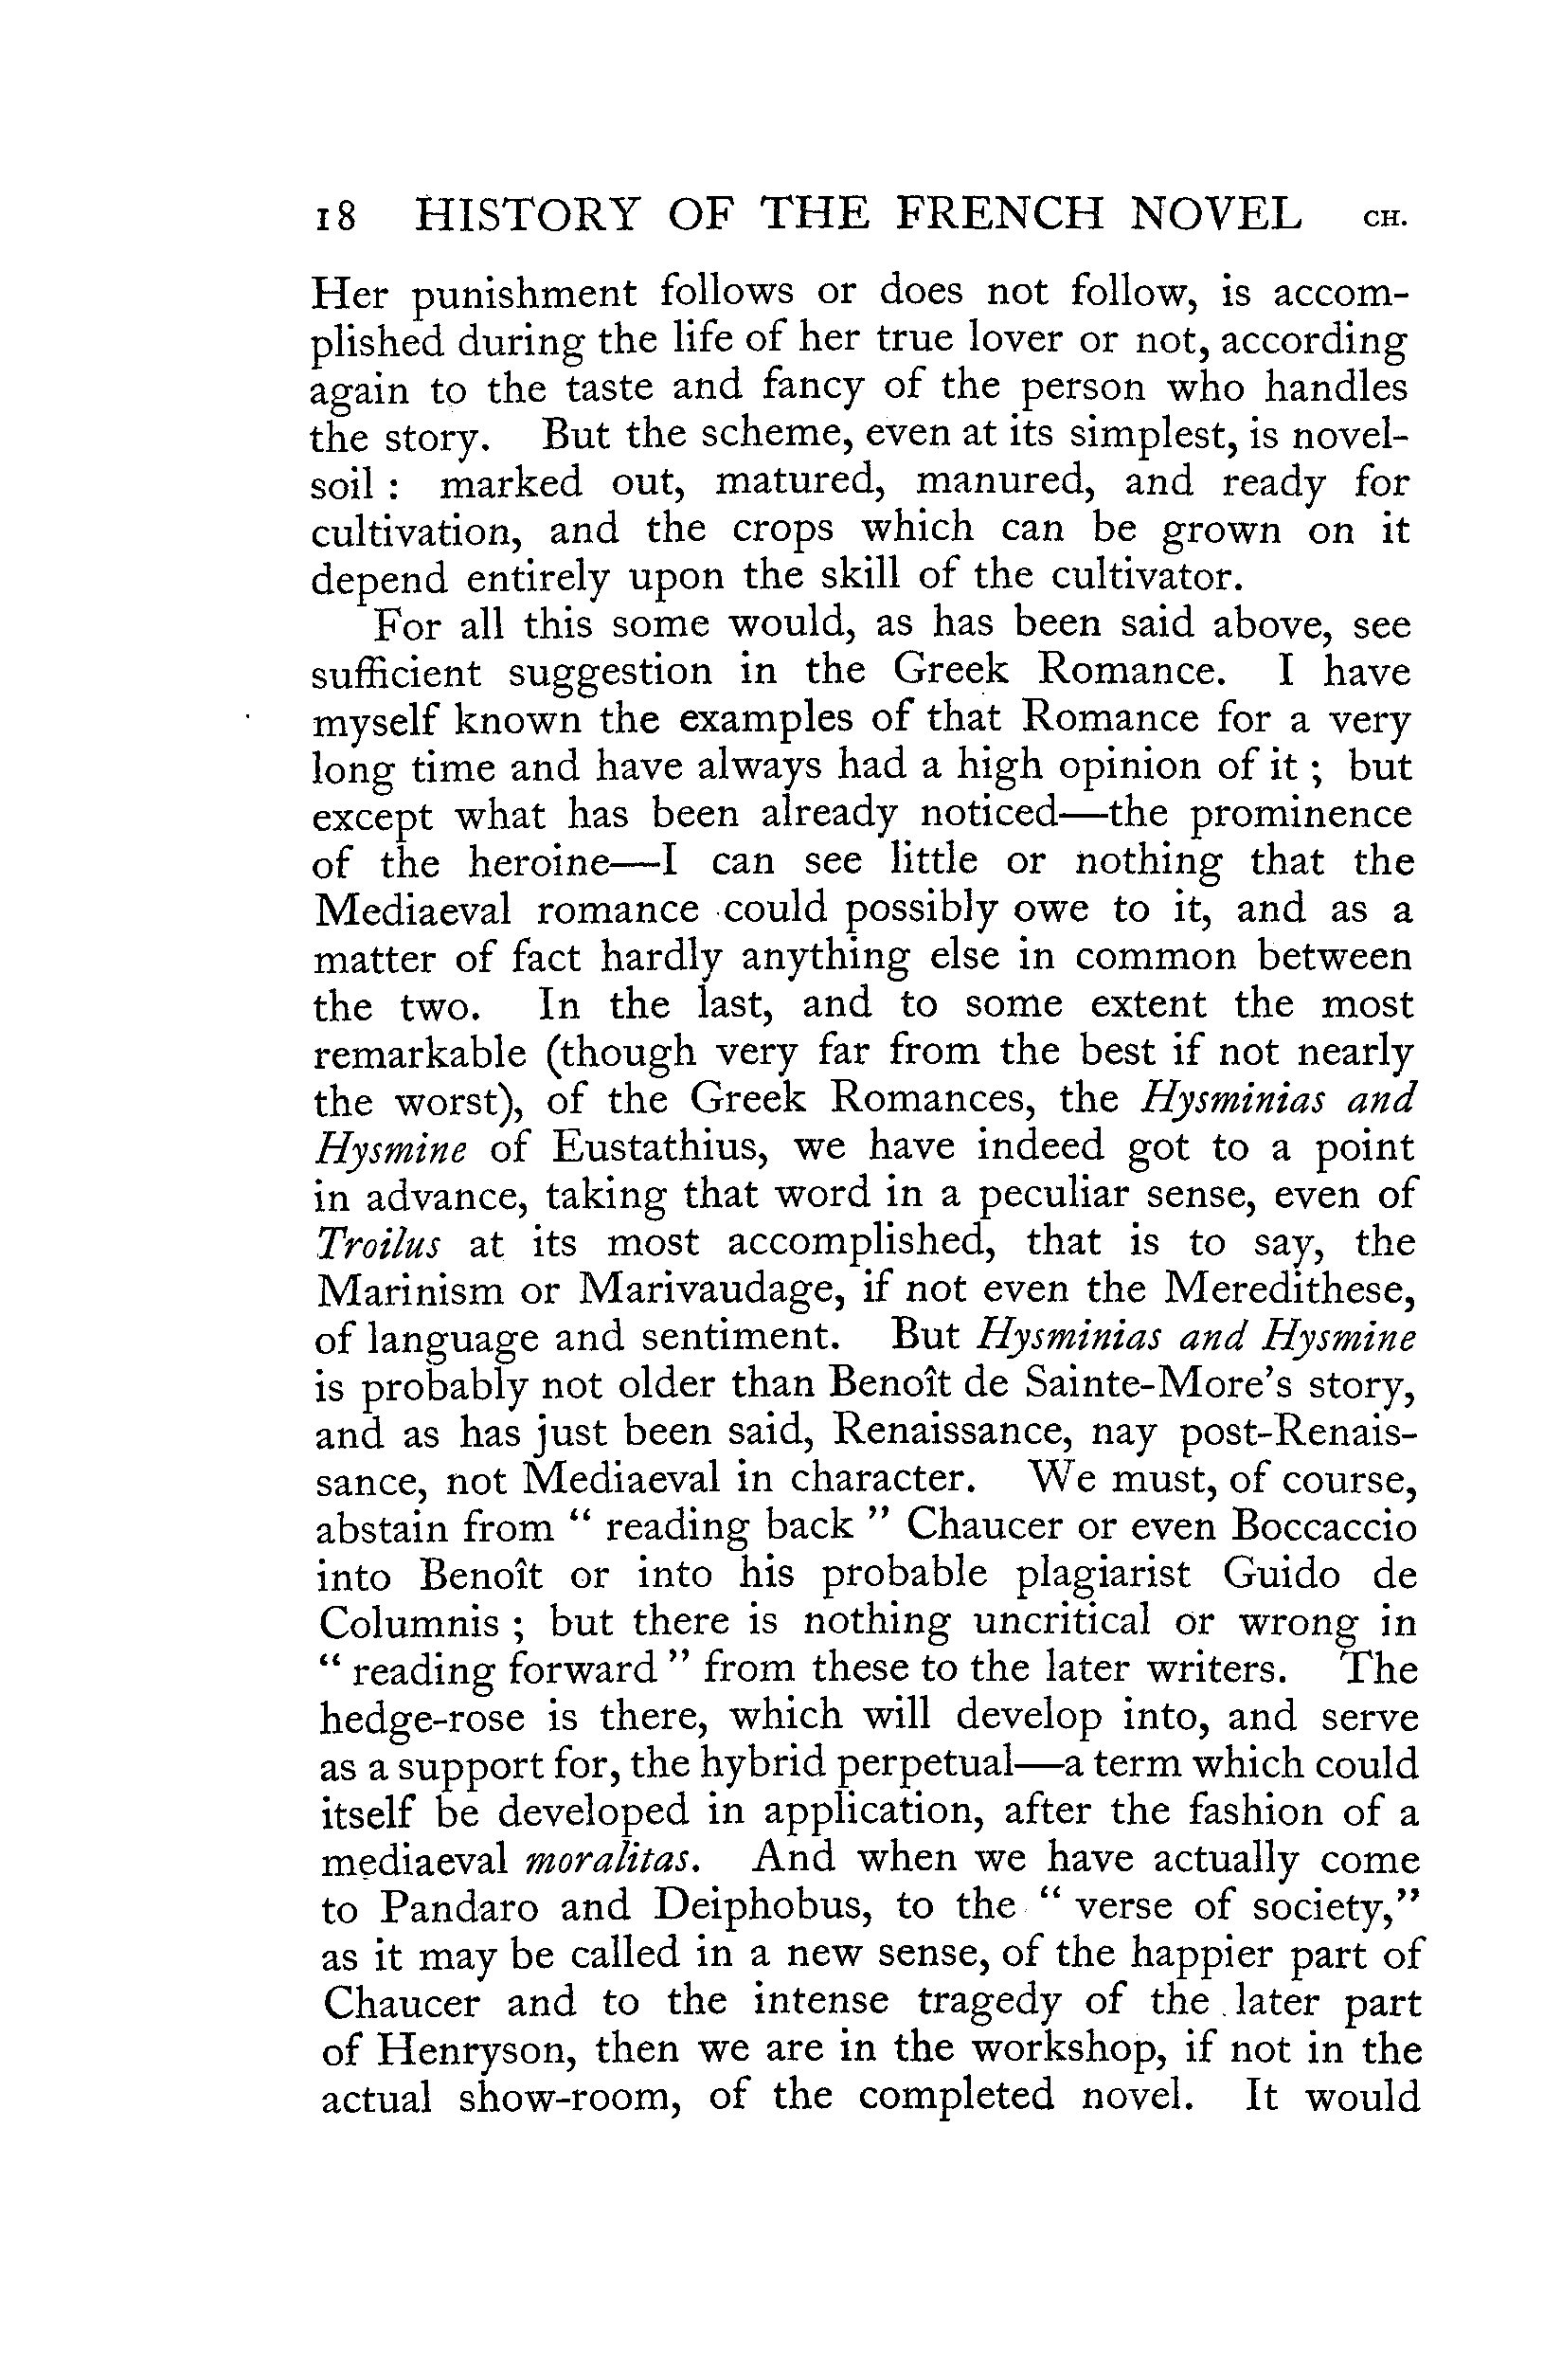 18 HISTORY OF THE FRENCH NOVEL CH.
Her punishment follows or does not follow, is accom-
plished during the life of her true lover or not, according
again to the taste and fancy of the person who handles
the story. But the scheme, even at its simplest, is novel-
soil : marked out, matured, manured, and ready for
cultivation, and the crops which can be grown on it
depend entirely upon the skill of the cultivator.
For all this some would, as has been said above, see
sufficient suggestion in the Greek Romance. I have
myself known the examples of that Romance for a very
long time and have always had a high opinion of it ; but
except what has been already noticed—the prominence
of the heroine—I can see little or nothing that the
Mediaeval romance could possibly owe to it, and as a
matter of fact hardly anything else in common between
the two. In the last, and to some extent the most
remarkable (though very far from the best if not nearly
the worst), of the Greek Romances, the Hysminias and
Hysmine of Eustathius, we have indeed got to a point
in advance, taking that word in a peculiar sense, even of
Troilus at its most accomplished, that is to say, the
Marinism or Marivaudage, if not even the Meredithese,
of language and sentiment. But Hysminias and Hysmine
is probably not older than Benoît de Sainte-More's story,
and as has just been said, Renaissance, nay post-Renais-
sance, not Mediaeval in character. We must, of course,
abstain from “ reading back ” Chaucer or even Boccaccio
into Benoît or into his probable plagiarist Guido de
Columnis ; but there is nothing uncritical or wrong in
“ reading forward ” from these to the later writers. The
hedge-rose is there, which will develop into, and serve
as a support for, the hybrid perpetual—a term which could
itself be developed in application, after the fashion of a
mediaeval moralitas. And when we have actually come
to Pandaro and Deiphobus, to the “ verse of society,”
as it may be called in a new sense, of the happier part of
Chaucer and to the intense tragedy of the later part
of Henryson, then we are in the workshop, if not in the
actual show-room, of the completed novel. It would